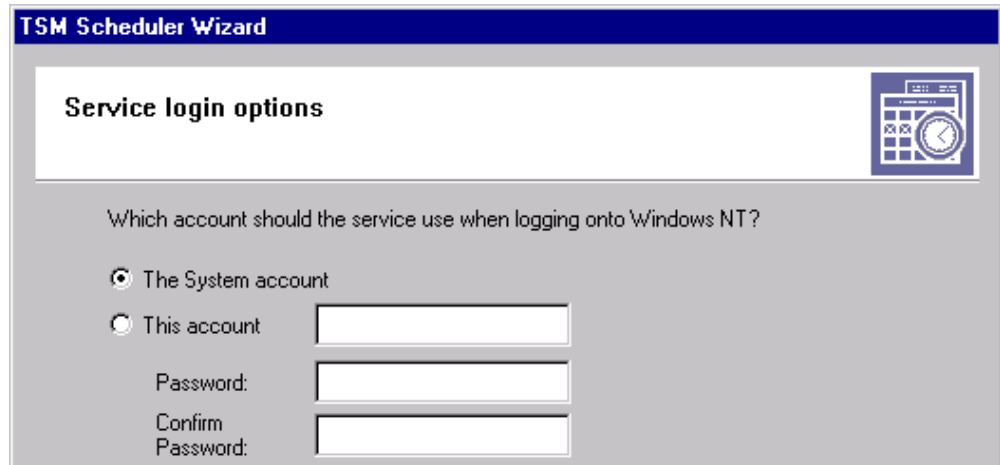 TSM Scheduler Wizard
Service login options
Which account should the service use when logging onto Windows NT?
The System account
This account
Password:
Confirm
Password: